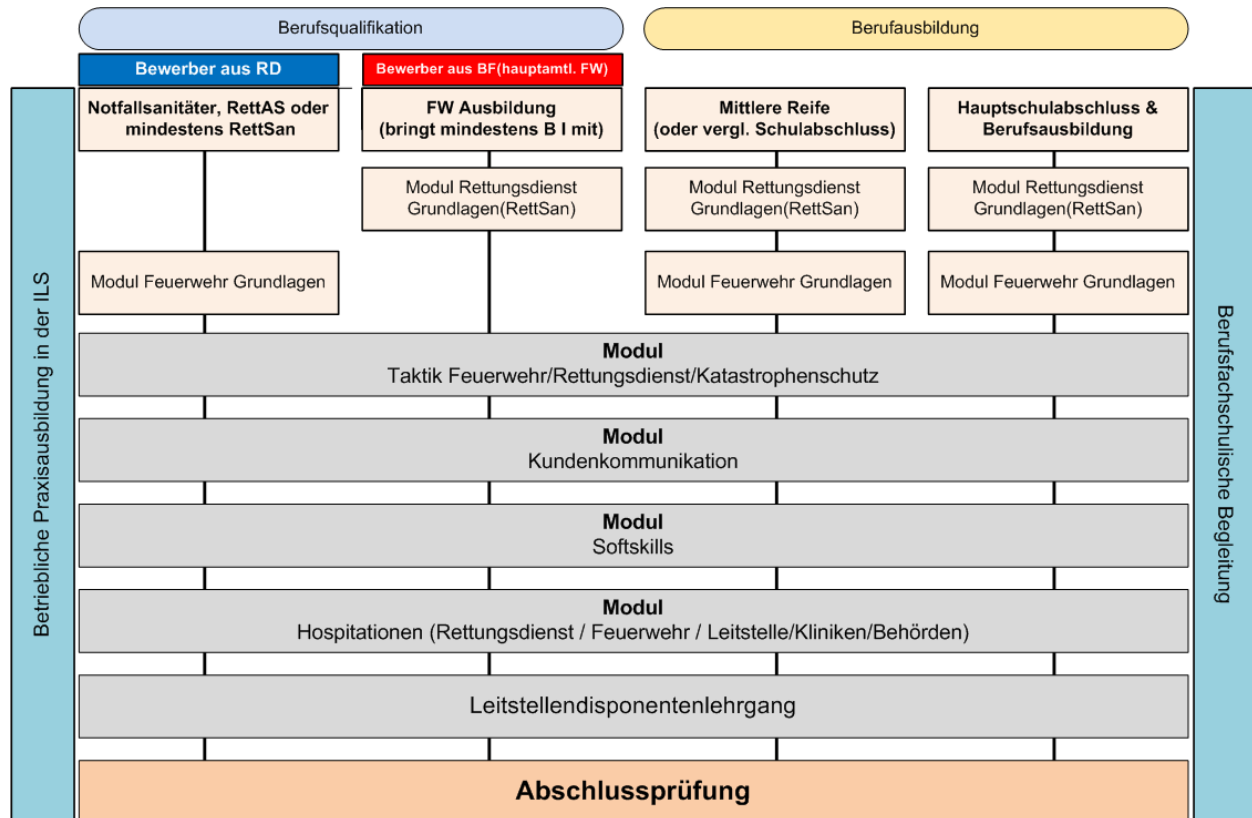 Berufsqualifikation
Berufausbildung
Bewerber aus RD
Bewerber aus BF(hauptamtl. FW)
Notfallsanitäter, RettAS oder
mindestens RettSan
FW Ausbildung
(bringt mindestens B I mit)
Mittlere Reife
(oder vergl. Schulabschluss)
Hauptschulabschluss &
Berufsausbildung
Modul Rettungsdienst
Grundlagen(RettSan)
Modul Rettungsdienst
Grundlagen(RettSan)
Modul Rettungsdienst
Grundlagen(RettSan)
Modul Feuerwehr Grundlagen
Modul Feuerwehr Grundlagen
Modul Feuerwehr Grundlagen
Betriebliche Praxisausbildung in der ILS
Modul
Taktik Feuerwehr/Rettungsdienst/Katastrophenschutz
Modul
Kundenkommunikation
Modul
Softskills
Modul
Hospitationen (Rettungsdienst / Feuerwehr / Leitstelle/Kliniken/Behörden)
Leitstellendisponentenlehrgang
Abschlussprüfung
Berufsfachschulische Begleitung